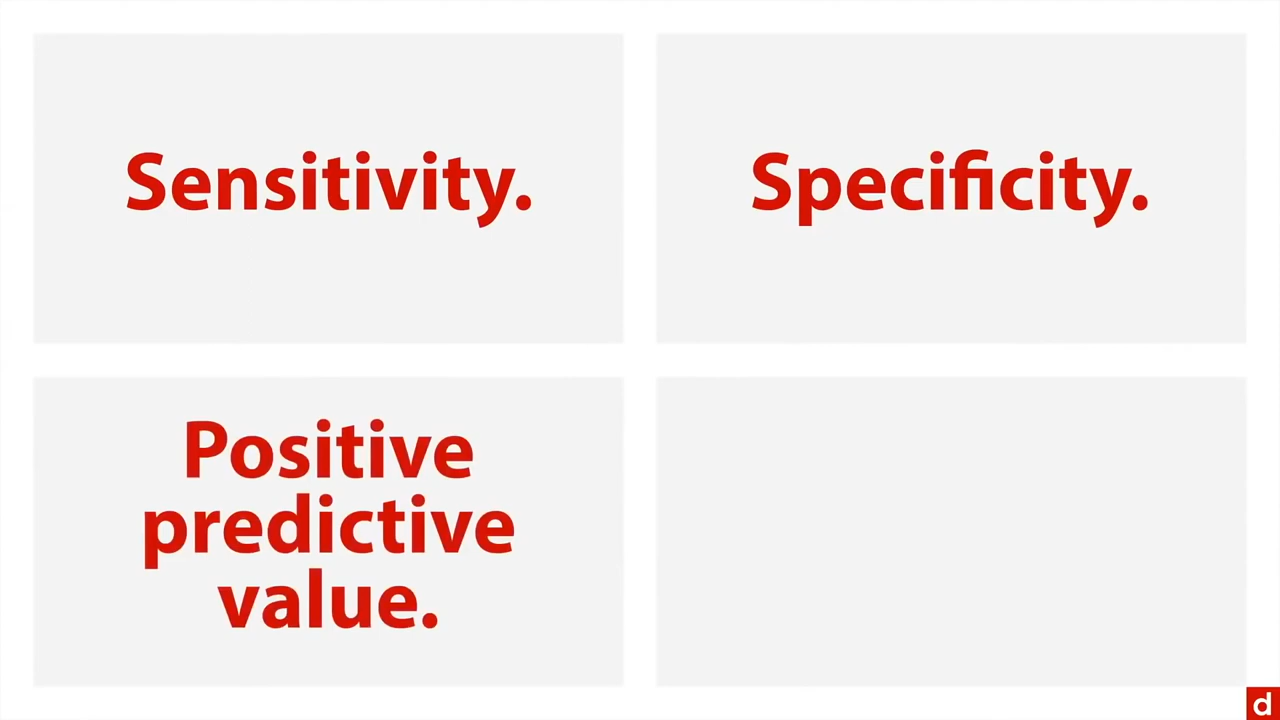 Sensitivity.
Specificity.
Positive
predictive
value.
d